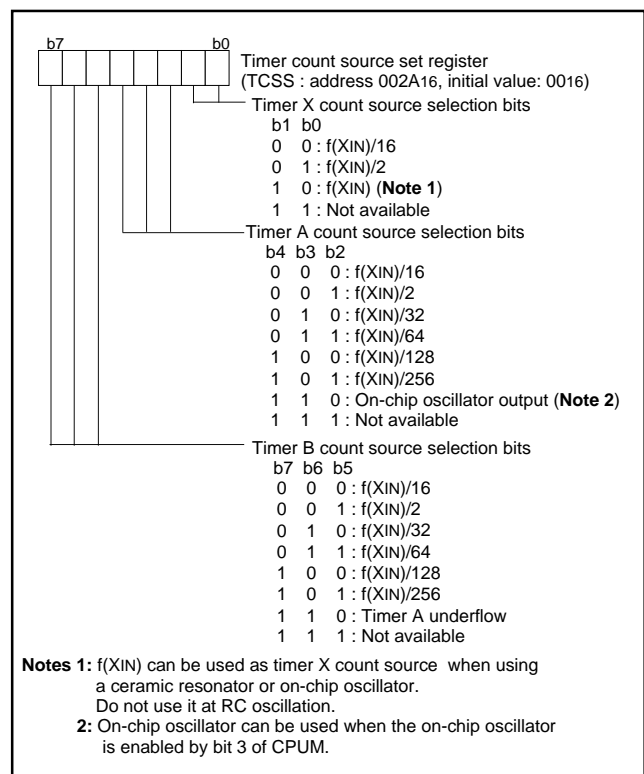 b7 b0
Timer count source set register
(TCSS : address 002A16, initial value: 0016)
Timer X count source selection bits
b1 b0
0 0 : f(XIN)/16
0 1 : f(XIN)/2
1 0 : f(XIN) (Note 1)
1 1 : Not available
Timer A count source selection bits
b4 b3 b2
0 0 0 : f(XIN)/16
0 0 1 : f(XIN)/2
0 1 0 : f(XIN)/32
0 1 1 : f(XIN)/64
1 0 0 : f(XIN)/128
1 0 1 : f(XIN)/256
1 1 0 : On-chip oscillator output (Note 2)
1 1 1 : Not available
Timer B count source selection bits
b7 b6 b5
0 0 0 : f(XIN)/16
0 0 1 : f(XIN)/2
0 1 0 : f(XIN)/32
0 1 1 : f(XIN)/64
1 0 0 : f(XIN)/128
1 0 1 : f(XIN)/256
1 1 0 : Timer A underflow
1 1 1 : Not available
Notes 1: f(XIN) can be used as timer X count source when using
a ceramic resonator or on-chip oscillator.
Do not use it at RC oscillation.
2: On-chip oscillator can be used when the on-chip oscillator
is enabled by bit 3 of CPUM.